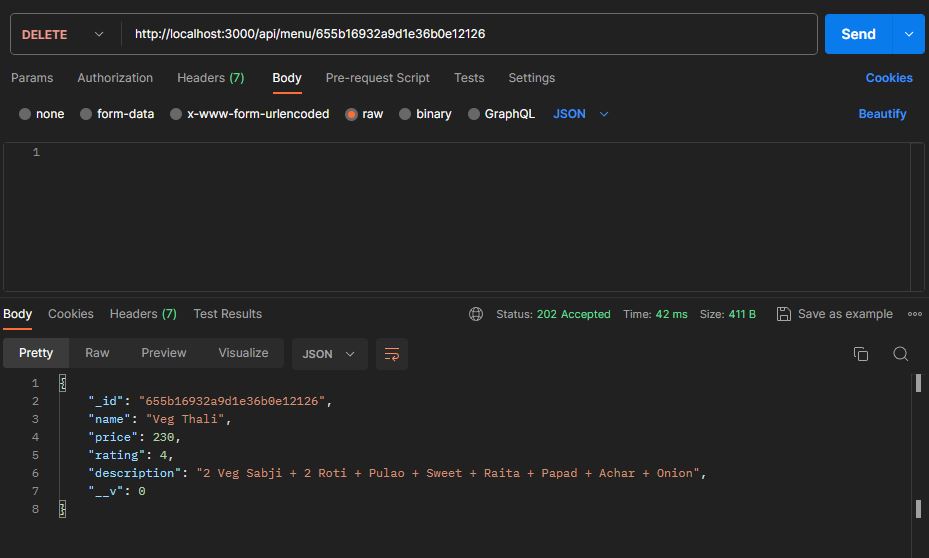 DELETE http://localhost:3000/api/menu/655b16932a9d1e36b0e12126 Send
Params Authorization Headers (7) Body Pre-request Script Tests Settings Cookies
none form-data x-www-form-urlencoded raw binary GraphQL JSON Beautify
1
Body Cookies Headers (7) Test Results Status: 202 Accepted Time: 42 ms Size: 411 B Save as example
Pretty Raw Preview Visualize JSON
1 {
2 "_id": "655b16932a9d1e36b0e12126",
3 "name": "Veg Thali",
4 "price": 230,
5 "rating": 4,
6 "description": "2 Veg Sabji + 2 Roti + Pulao + Sweet + Raita + Papad + Achar + Onion",
7 "__v": 0
8 }